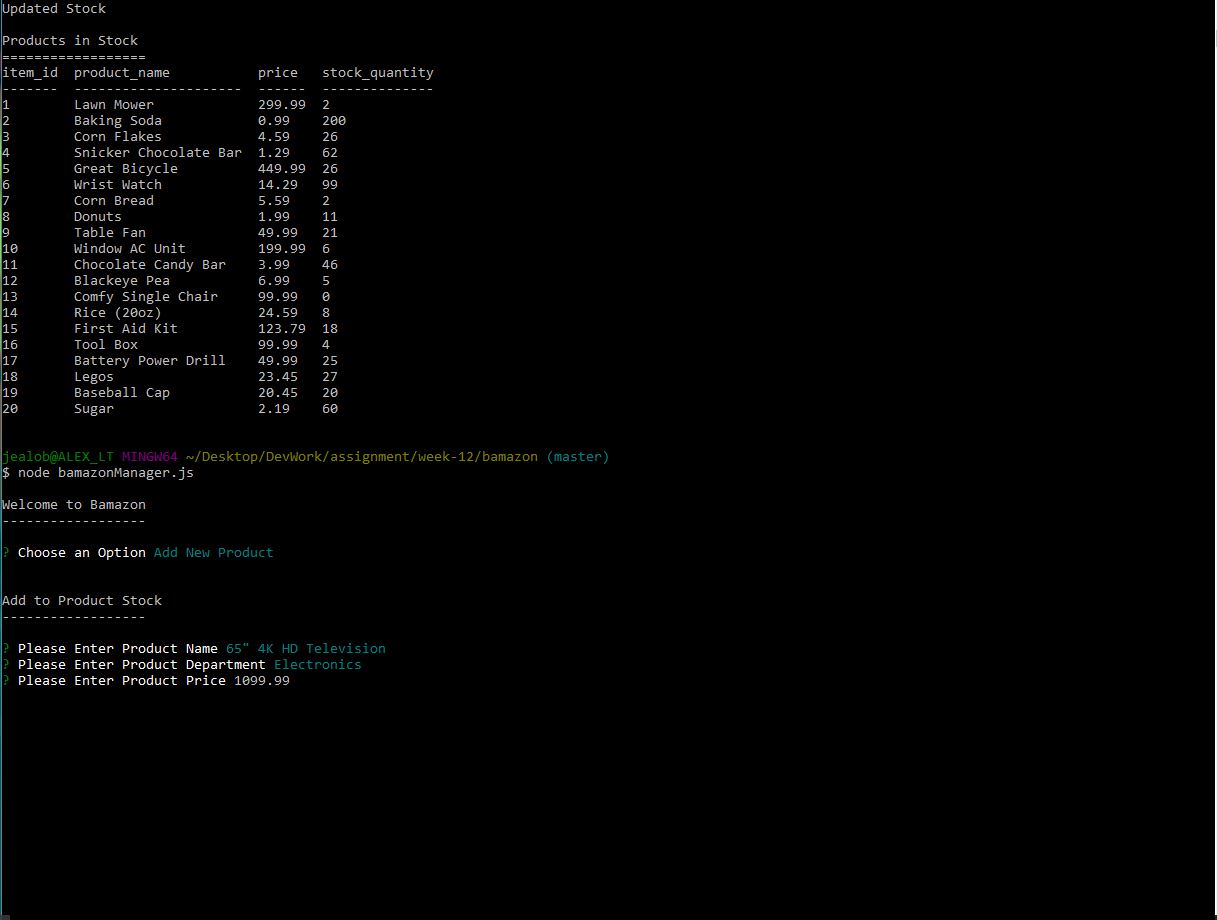 Updated Stock
Products in Stock
==================
item_id  product_name           price   stock_quantity
-------  ---------------------  ------  --------------
1        Lawn Mower             299.99  2
2        Baking Soda            0.99    200
3        Corn Flakes            4.59    26
4        Snicker Chocolate Bar  1.29    62
5        Great Bicycle          449.99  26
6        Wrist Watch            14.29   99
7        Corn Bread             5.59    2
8        Donuts                 1.99    11
9        Table Fan              49.99   21
10       Window AC Unit         199.99  6
11       Chocolate Candy Bar    3.99    46
12       Blackeye Pea           6.99    5
13       Comfy Single Chair     99.99   0
14       Rice (20oz)            24.59   8
15       First Aid Kit          123.79  18
16       Tool Box               99.99   4
17       Battery Power Drill    49.99   25
18       Legos                  23.45   27
19       Baseball Cap           20.45   20
20       Sugar                  2.19    60
jealob@ALEX_LT MINGW64 ~/Desktop/DevWork/assignment/week-12/bamazon (master)
$ node bamazonManager.js
Welcome to Bamazon
------------------
? Choose an Option Add New Product
Add to Product Stock
------------------
? Please Enter Product Name 65" 4K HD Television
? Please Enter Product Department Electronics
? Please Enter Product Price 1099.99